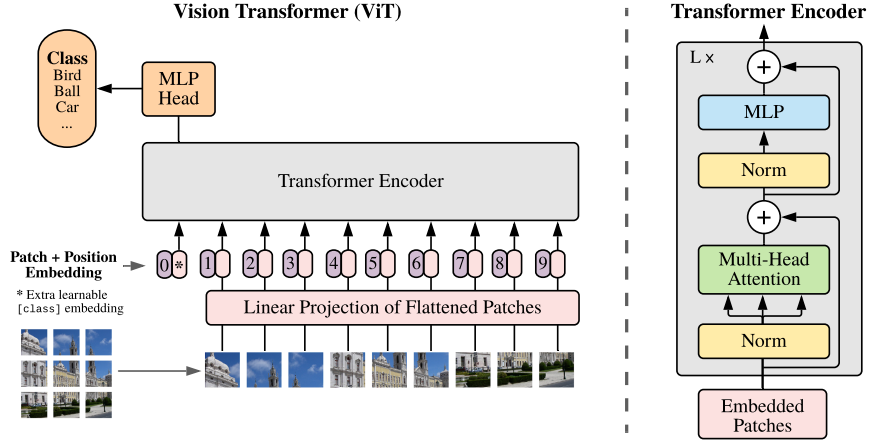 Vision Transformer (ViT)
Transformer Encoder
Class
Bird
Ball
Car
...
MLP
Head
Transformer Encoder
Patch + Position
Embedding
0 * 1 2 3 4 5 6 7 8 9
* Extra learnable
[class] embedding
Linear Projection of Flattened Patches
L ×
+
MLP
Norm
+
Multi-Head
Attention
Norm
Embedded
Patches